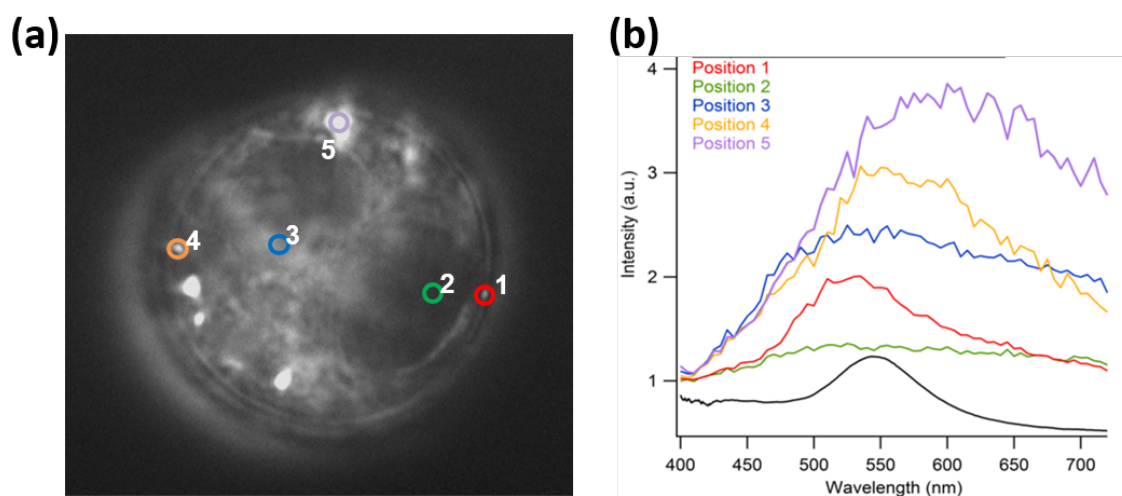 (a)
5
4
3
2
1
(b)
Position 1
Position 2
Position 3
Position 4
Position 5
4
3
2
1
Intensity (a.u.)
400 450 500 550 600 650 700
Wavelength (nm)